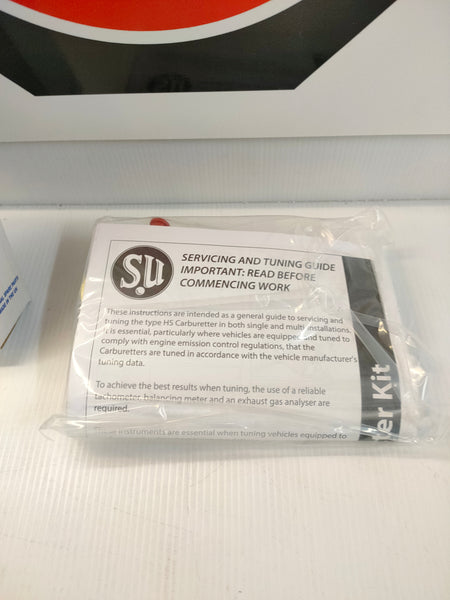 S.U
SERVICING AND TUNING GUIDE
IMPORTANT: READ BEFORE
COMMENCING WORK
These instructions are intended as a general guide to servicing and
tuning the type HS Carburetter in both single and multi installations.
It is essential, particularly where vehicles are equipped and tuned to
comply with engine emission control regulations, that the
Carburetters are tuned in accordance with the vehicle manufacturer's
tuning data.
To achieve the best results when tuning, the use of a reliable
tachometer, balancing meter and an exhaust gas analyser are
required.
These instruments are essential when tuning vehicles equipped to
ter Kit